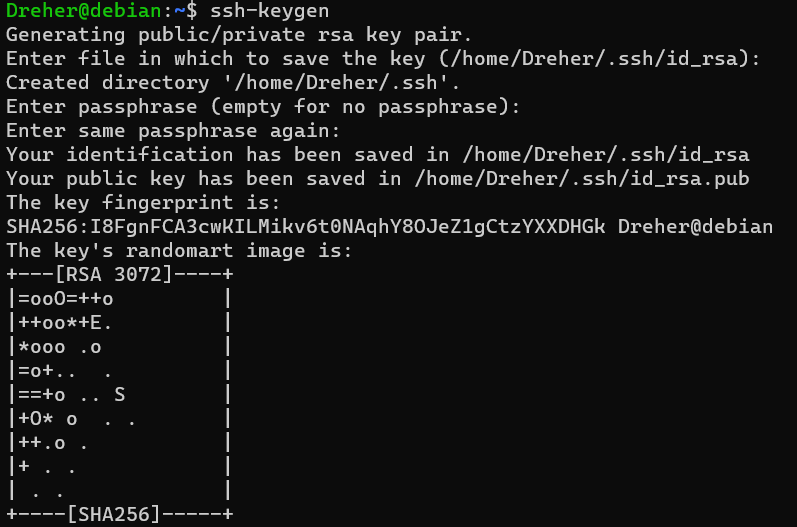 Dreher@debian:~$ ssh-keygen
Generating public/private rsa key pair.
Enter file in which to save the key (/home/Dreher/.ssh/id_rsa):
Created directory '/home/Dreher/.ssh'.
Enter passphrase (empty for no passphrase):
Enter same passphrase again:
Your identification has been saved in /home/Dreher/.ssh/id_rsa
Your public key has been saved in /home/Dreher/.ssh/id_rsa.pub
The key fingerprint is:
SHA256:I8FgnFCA3cwKILMikv6t0NAqhY8OJeZ1gCtzYXXDHGk Dreher@debian
The key's randomart image is:
+---[RSA 3072]----+
|=ooO=++o         |
|++oo*+E.         |
|*ooo .o          |
|=o+..  .         |
|==+o .. S        |
|+O* o  . .       |
|++.o .           |
|+ . .            |
| . .             |
+----[SHA256]-----+